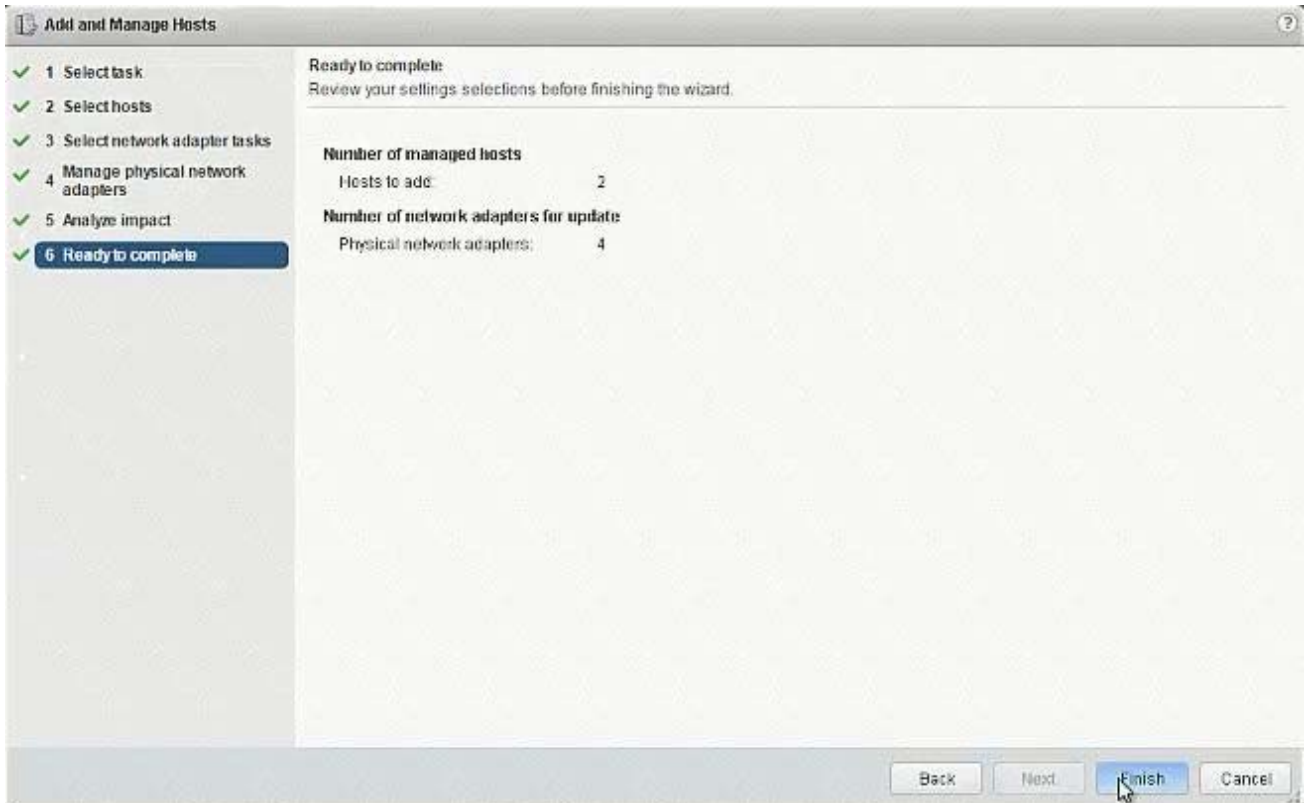 Add and Manage Hosts
?
1 Select task
2 Select hosts
3 Select network adapter tasks
4 Manage physical network
adapters
5 Analyze impact
6 Ready to complete
Ready to complete
Review your settings selections before finishing the wizard.
Number of managed hosts
Hosts to add: 2
Number of network adapters for update
Physical network adapters: 4
Back Next Finish Cancel